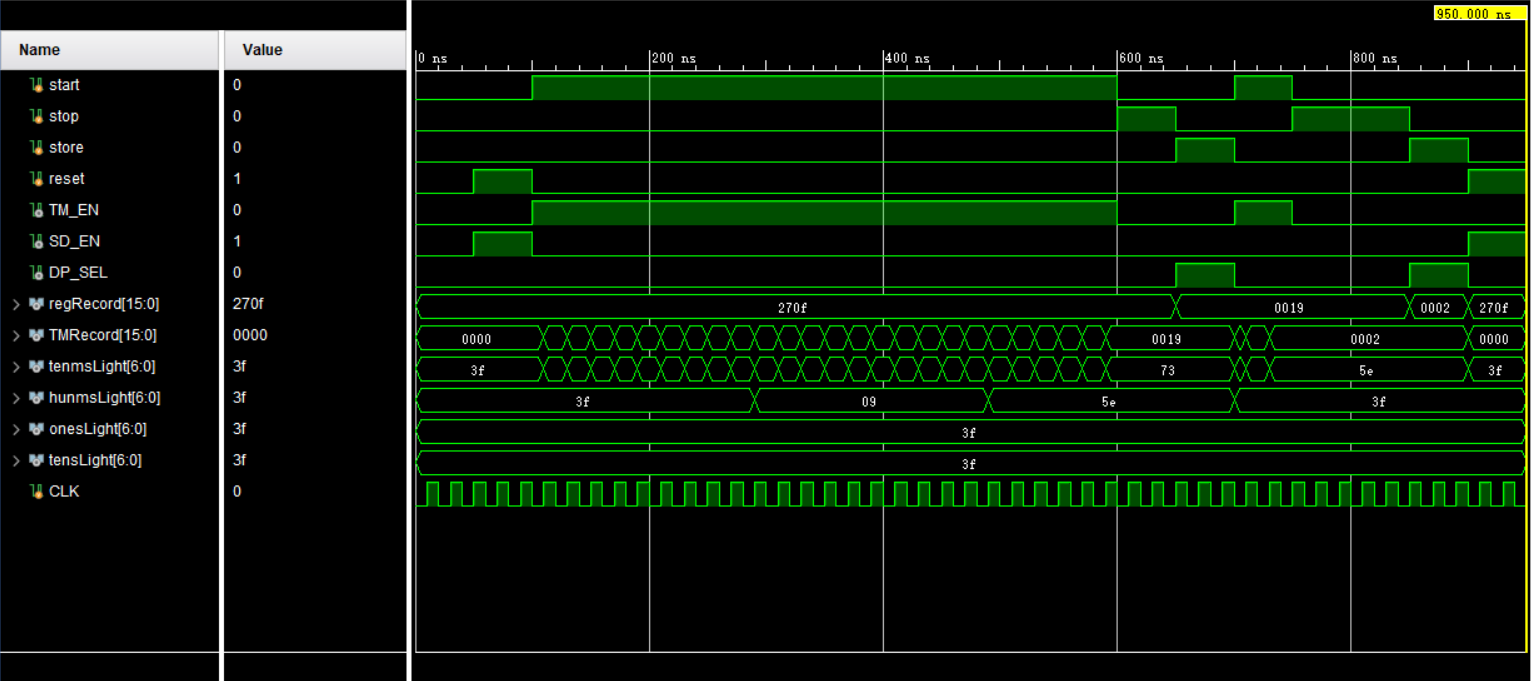 950.000 ns
Name Value
0 ns 200 ns 400 ns 600 ns 800 ns
start 0
stop 0
store 0
reset 1
TM_EN 0
SD_EN 1
DP_SEL 0
regRecord[15:0] 270f 270f 0019 0002 270f
TMRecord[15:0] 0000 0000 0019 0002 0000
tenmsLight[6:0] 3f 3f 73 5e 3f
hunmsLight[6:0] 3f 3f 09 5e 3f
onesLight[6:0] 3f 3f
tensLight[6:0] 3f 3f
CLK 0